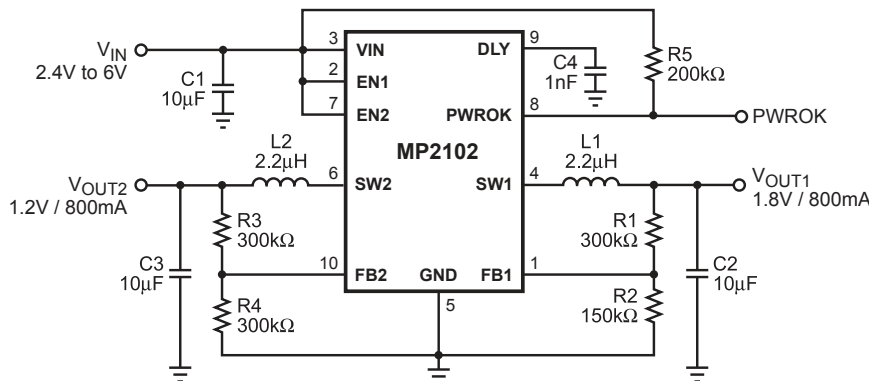 VIN
2.4V to 6V
C1
10µF
3
VIN
2
EN1
7
EN2
9
DLY
C4
1nF
R5
200kΩ
8
PWROK
PWROK
MP2102
L2
2.2µH
L1
2.2µH
VOUT2
1.2V / 800mA
6
SW2
4
SW1
VOUT1
1.8V / 800mA
R3
300kΩ
R1
300kΩ
C3
10µF
10
FB2
GND
FB1
1
C2
10µF
R4
300kΩ
5
R2
150kΩ